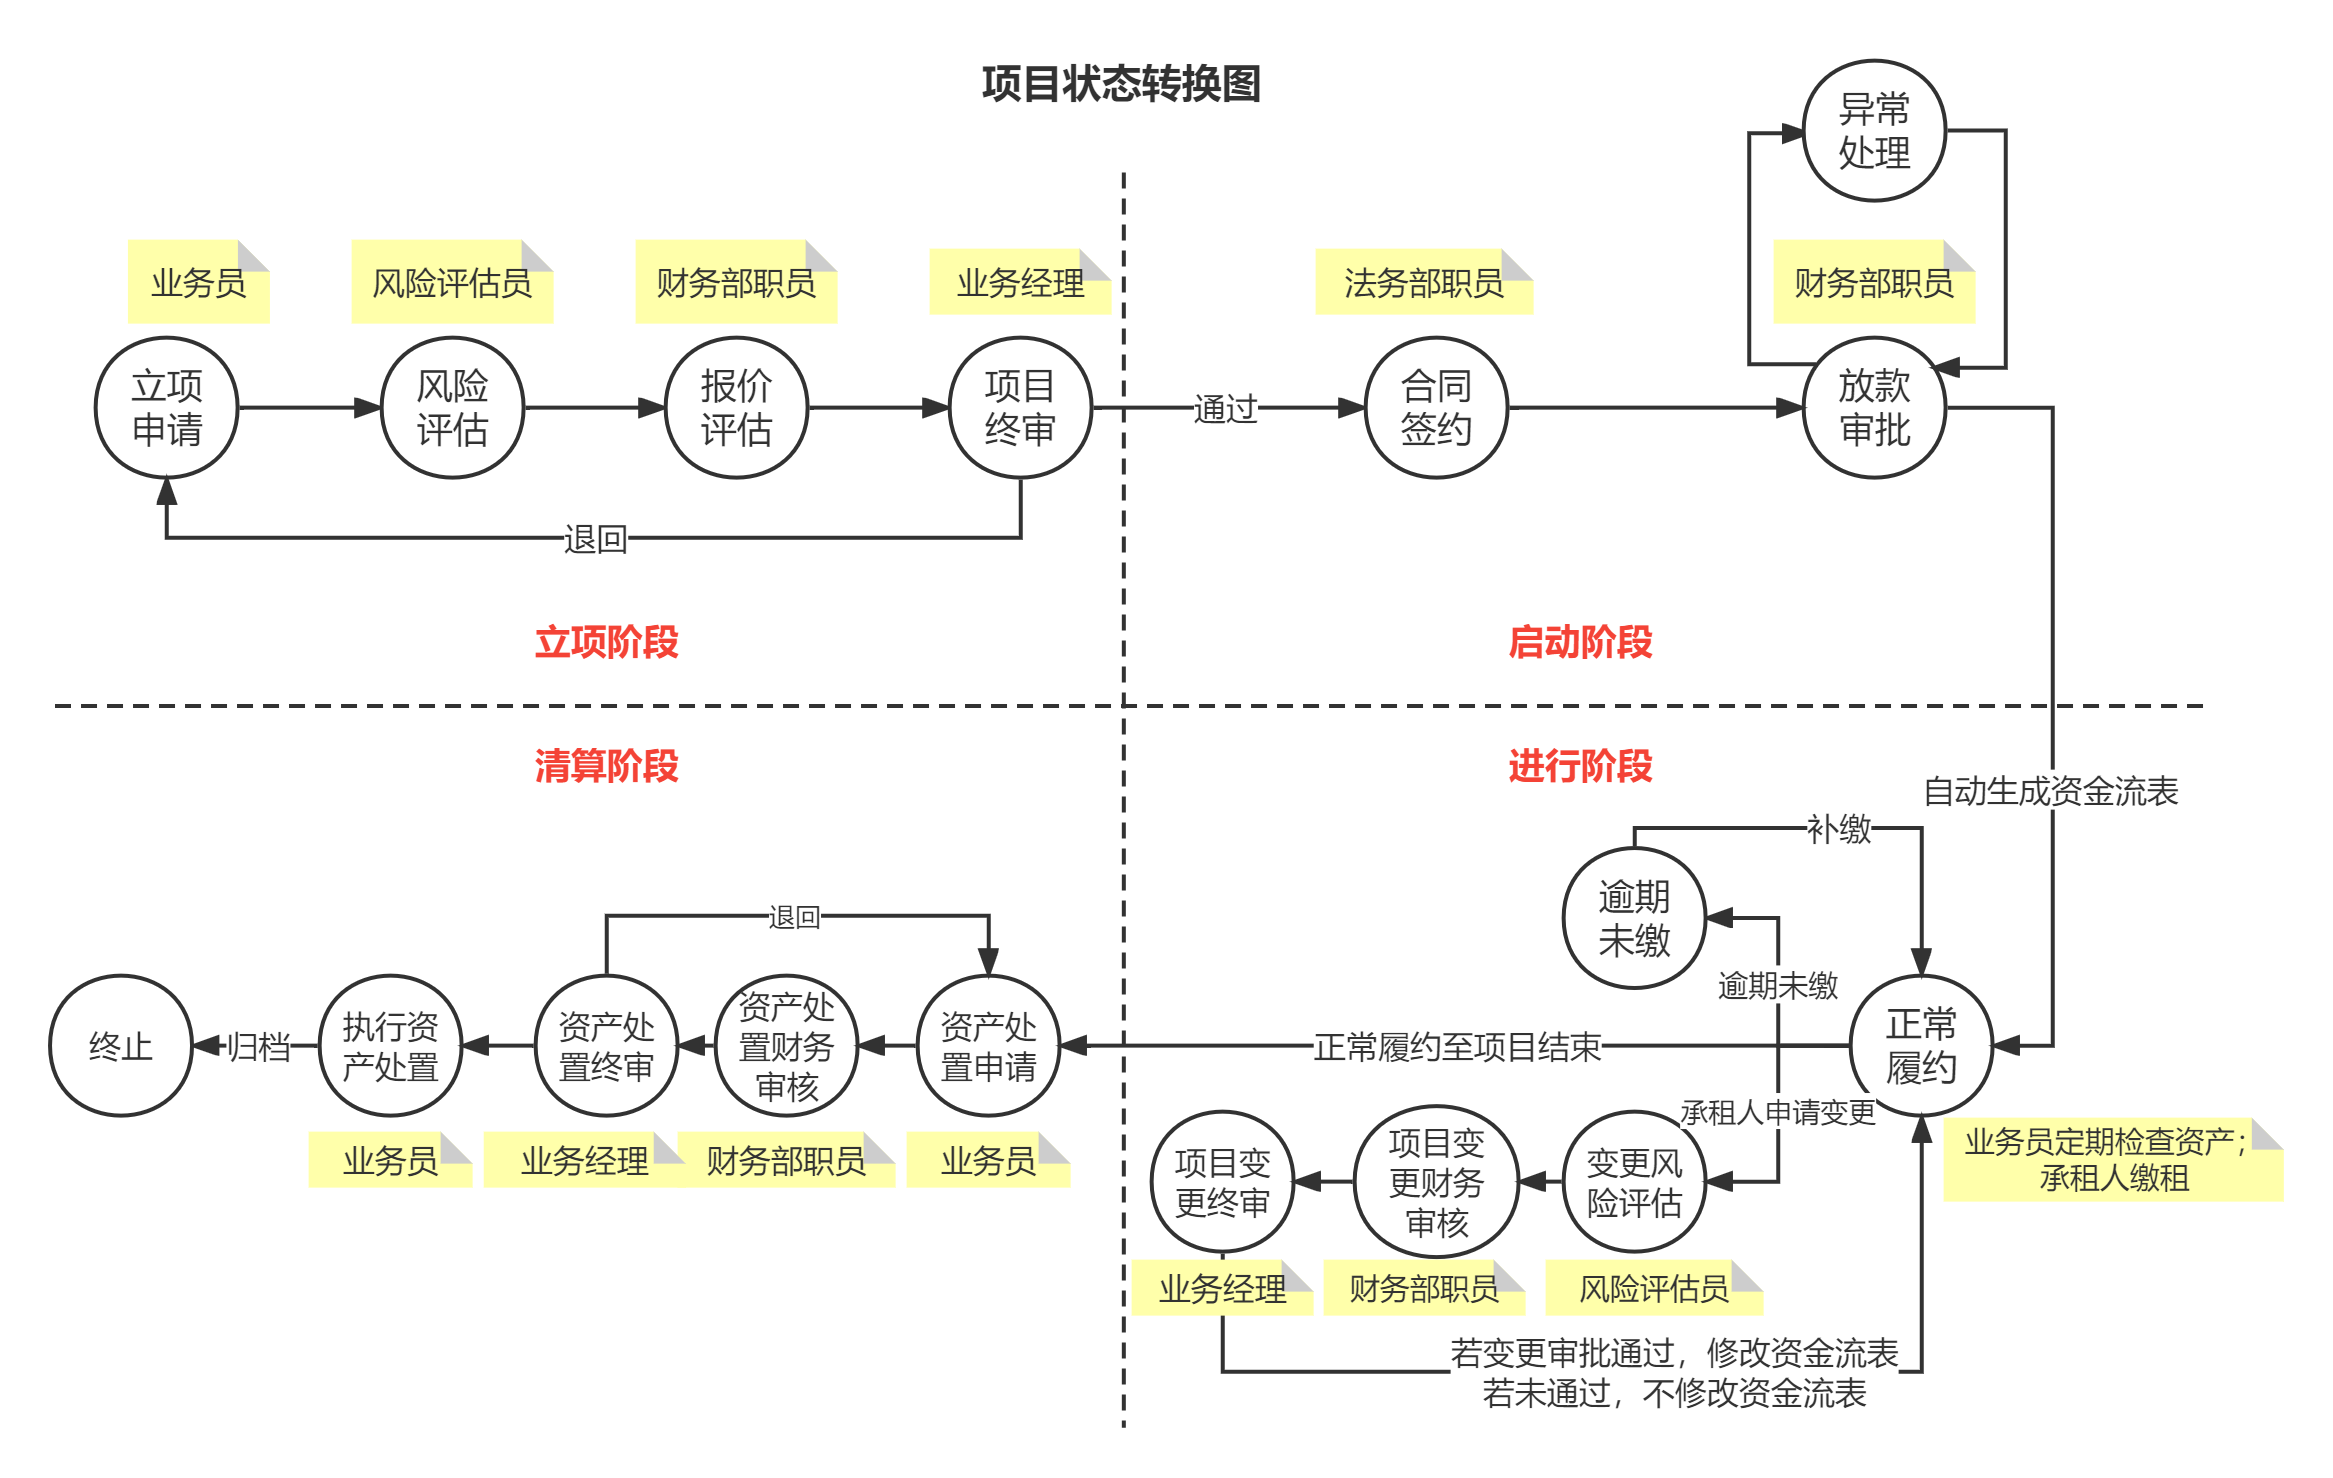 项目状态转换图
异常
处理
业务员
风险评估员
财务部职员
业务经理
法务部职员
财务部职员
立项
申请
风险
评估
报价
评估
项目
终审
通过
合同
签约
放款
审批
退回
立项阶段
启动阶段
清算阶段
进行阶段
自动生成资金流表
补缴
逾期
未缴
逾期未缴
退回
终止
归档
执行资
产处置
资产处
置终审
资产处
置财务
审核
资产处
置申请
正常履约至项目结束
正常
履约
承租人申请变更
业务员
业务经理
财务部职员
业务员
项目变
更终审
项目变
更财务
审核
变更风
险评估
业务员定期检查资产；
承租人缴租
业务经理
财务部职员
风险评估员
若变更审批通过，修改资金流表
若未通过，不修改资金流表